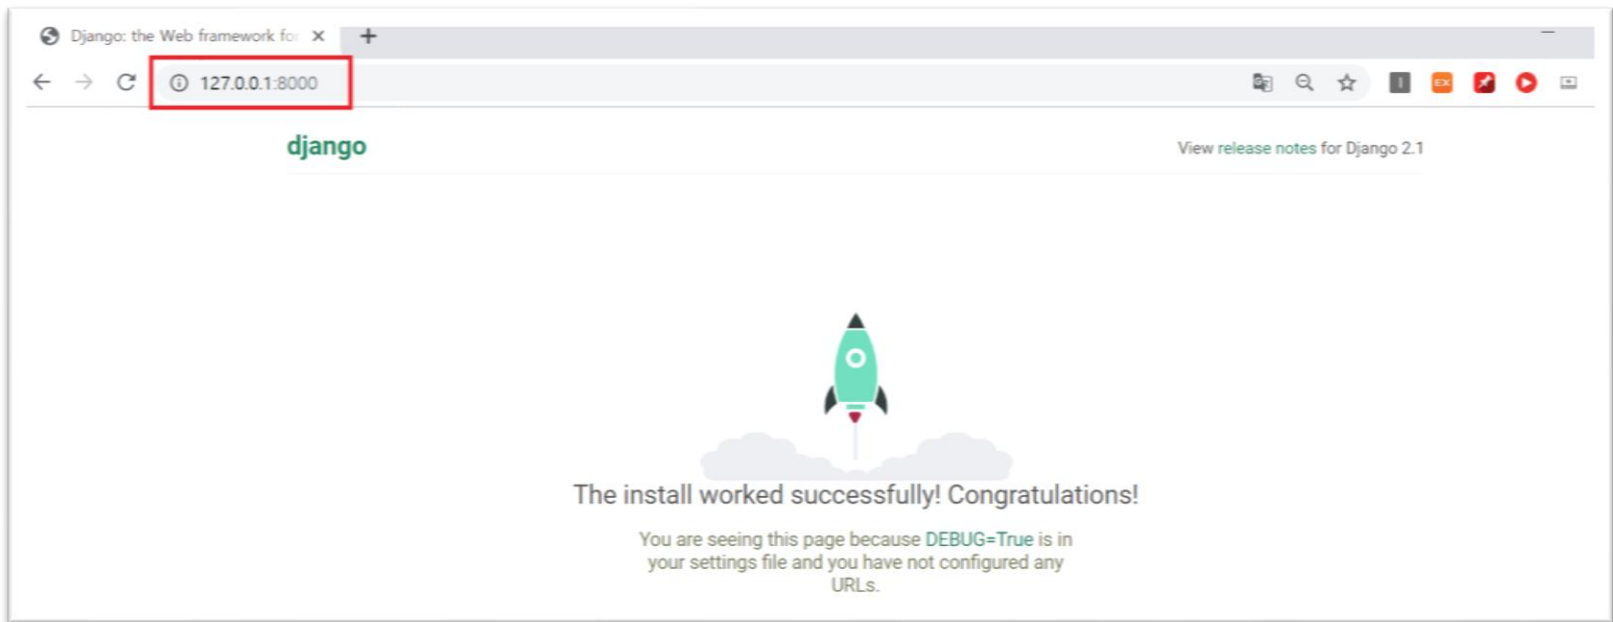 Django: the Web framework for
127.0.0.1:8000
EX
django
View release notes for Django 2.1
The install worked successfully! Congratulations!
You are seeing this page because DEBUG=True is in
your settings file and you have not configured any
URLs.